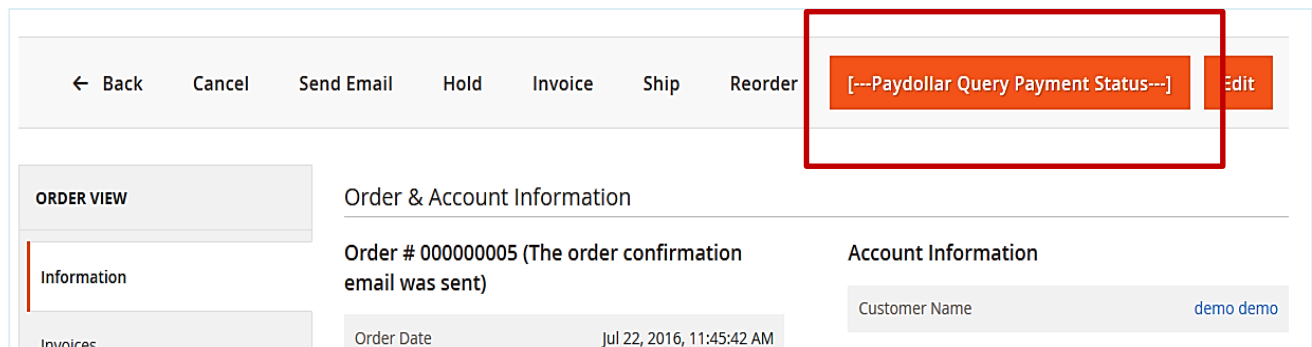 ← Back Cancel Send Email Hold Invoice Ship Reorder [---Paydollar Query Payment Status---] Edit
ORDER VIEW
Information
Invoices
Order & Account Information
Order # 000000005 (The order confirmation
email was sent)
Order Date Jul 22, 2016, 11:45:42 AM
Account Information
Customer Name demo demo